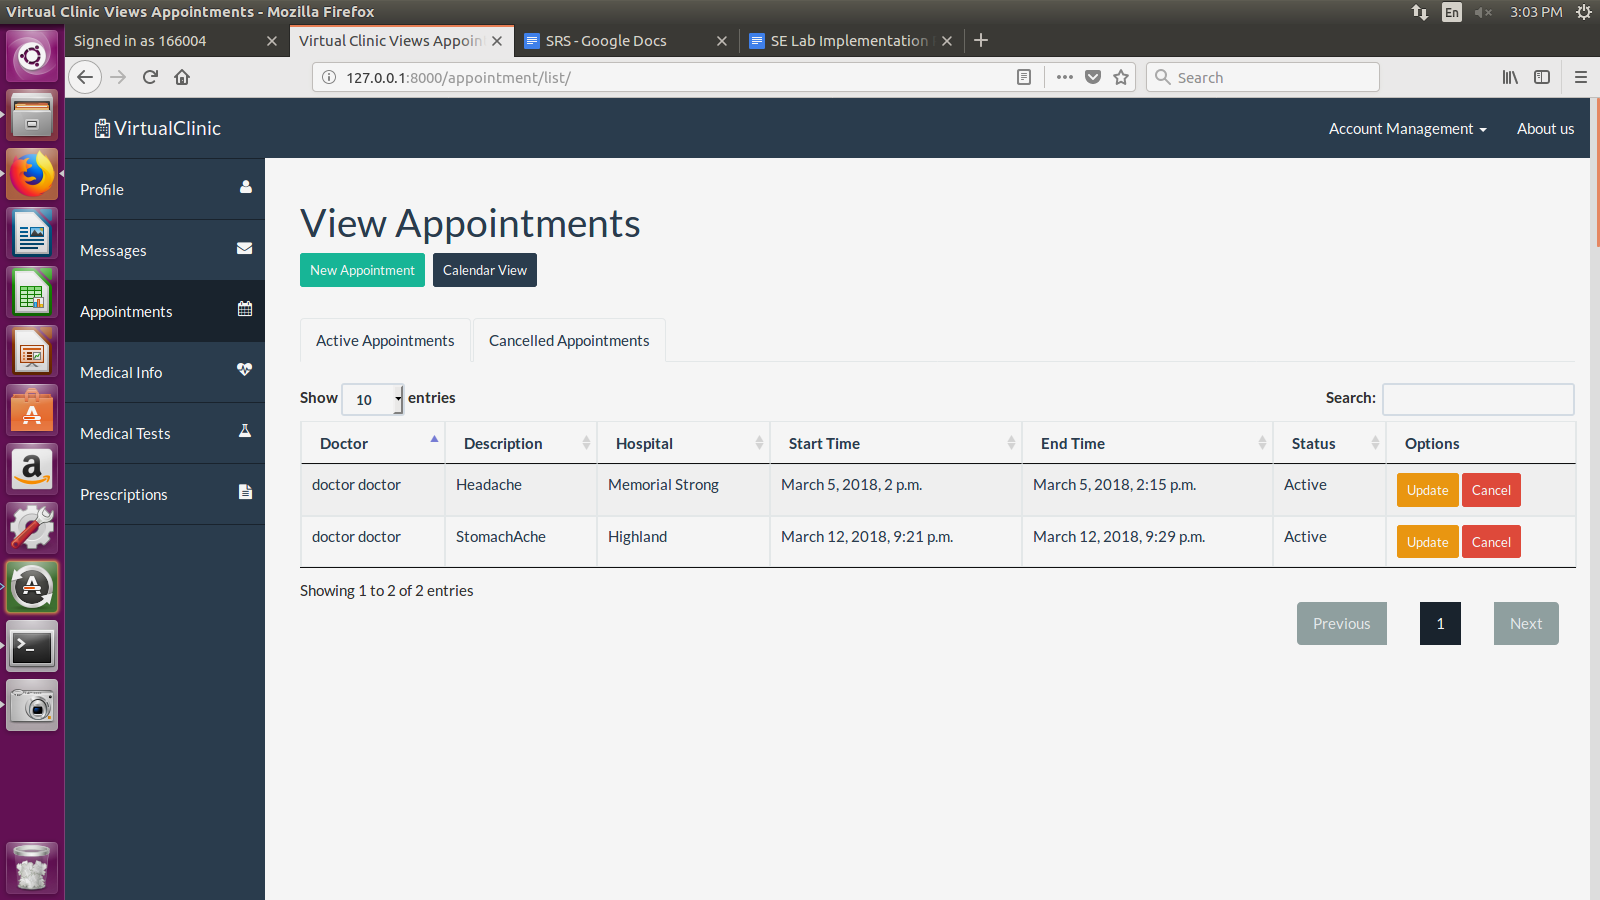 Virtual Clinic Views Appointments - Mozilla Firefox
En 3:03 PM
Signed in as 166004
Virtual Clinic Views Appoin
SRS - Google Docs
SE Lab Implementation
127.0.0.1:8000/appointment/list/
Search
VirtualClinic
Account Management
About us
Profile
Messages
Appointments
Medical Info
Medical Tests
Prescriptions
View Appointments
New Appointment Calendar View
Active Appointments Cancelled Appointments
Show 10 entries Search:
Doctor Description Hospital Start Time End Time Status Options
doctor doctor Headache Memorial Strong March 5, 2018, 2 p.m. March 5, 2018, 2:15 p.m. Active Update Cancel
doctor doctor StomachAche Highland March 12, 2018, 9:21 p.m. March 12, 2018, 9:29 p.m. Active Update Cancel
Showing 1 to 2 of 2 entries
Previous 1 Next